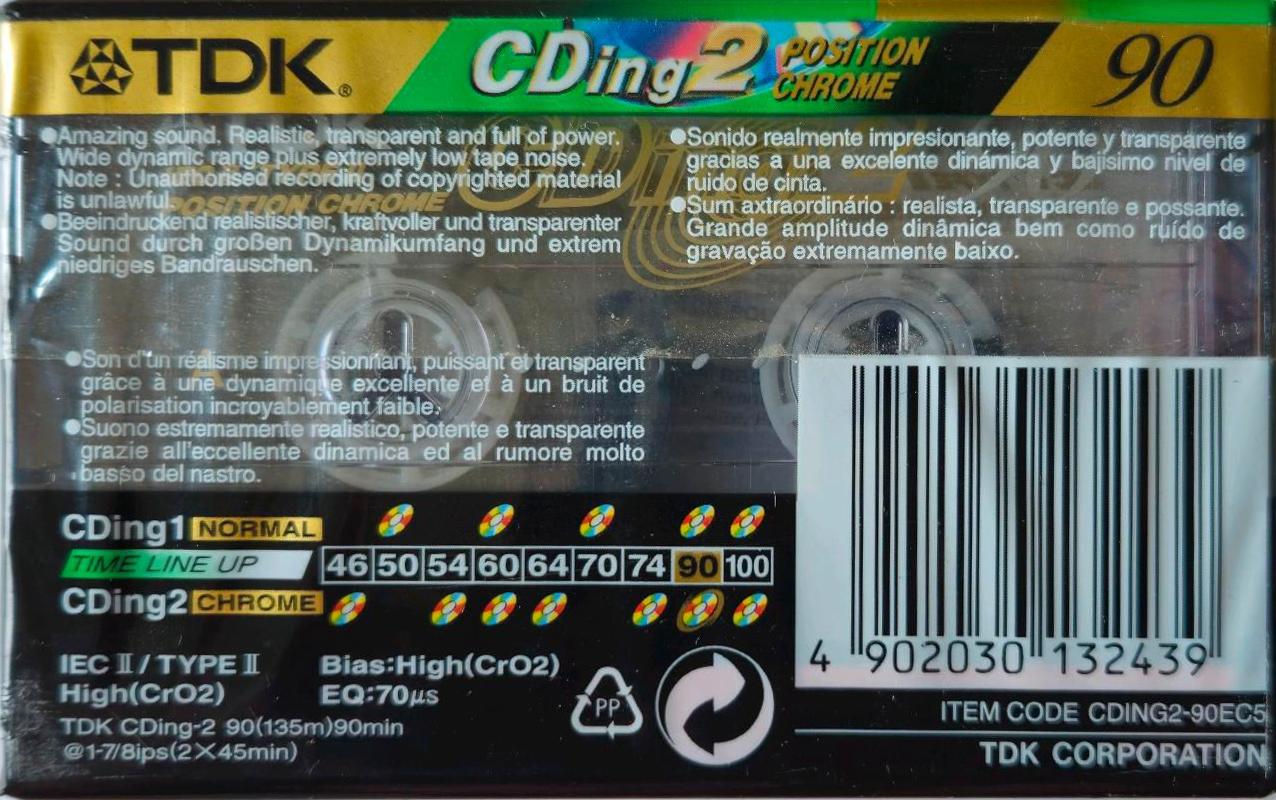 TDK®
CDing2 POSITION CHROME
90
●Amazing sound. Realistic, transparent and full of power.
Wide dynamic range plus extremely low tape noise.
Note : Unauthorised recording of copyrighted material
is unlawful.
●Beeindruckend realistischer, kraftvoller und transparenter
Sound durch großen Dynamikumfang und extrem
niedriges Bandrauschen.
●Sonido realmente impresionante, potente y transparente
gracias a una excelente dinámica y bajísimo nivel de
ruido de cinta.
●Sum axtraordinário : realista, transparente e possante.
Grande amplitude dinâmica bem como ruído de
gravação extremamente baixo.
POSITION CHROME
●Son d'un réalisme impressionnant, puissant et transparent
grâce à une dynamique excellente et à un bruit de
polarisation incroyablement faible.
●Suono estremamente realistico, potente e transparente
grazie all'eccellente dinamica ed al rumore molto
basso del nastro.
CDing1 NORMAL
TIME LINE UP 46 50 54 60 64 70 74 90 100
CDing2 CHROME
IEC II / TYPE II
High(CrO2)
Bias:High(CrO2)
EQ:70μs
TDK CDing-2 90(135m)90min
@1-7/8ips(2×45min)
PP
4 902030 132439
ITEM CODE CDING2-90EC5
TDK CORPORATION